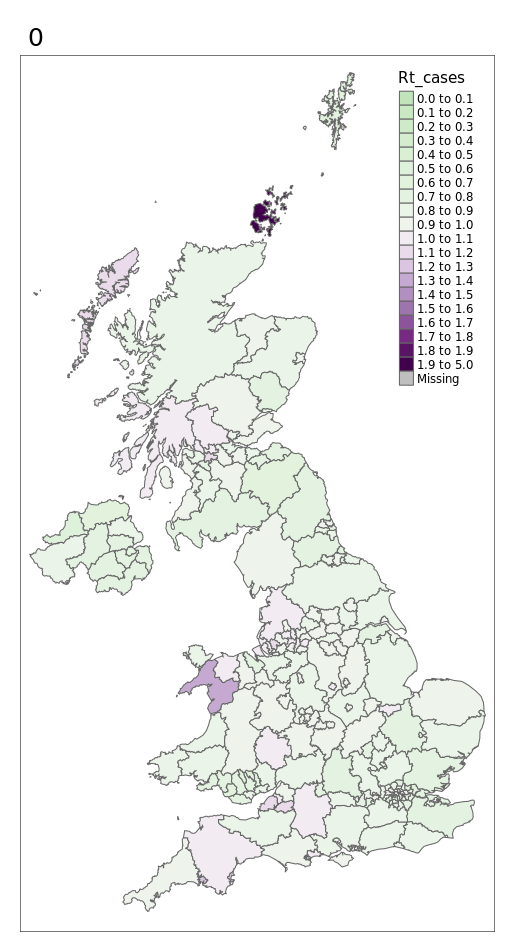 0
Rt_cases
0.0 to 0.1
0.1 to 0.2
0.2 to 0.3
0.3 to 0.4
0.4 to 0.5
0.5 to 0.6
0.6 to 0.7
0.7 to 0.8
0.8 to 0.9
0.9 to 1.0
1.0 to 1.1
1.1 to 1.2
1.2 to 1.3
1.3 to 1.4
1.4 to 1.5
1.5 to 1.6
1.6 to 1.7
1.7 to 1.8
1.8 to 1.9
1.9 to 5.0
Missing